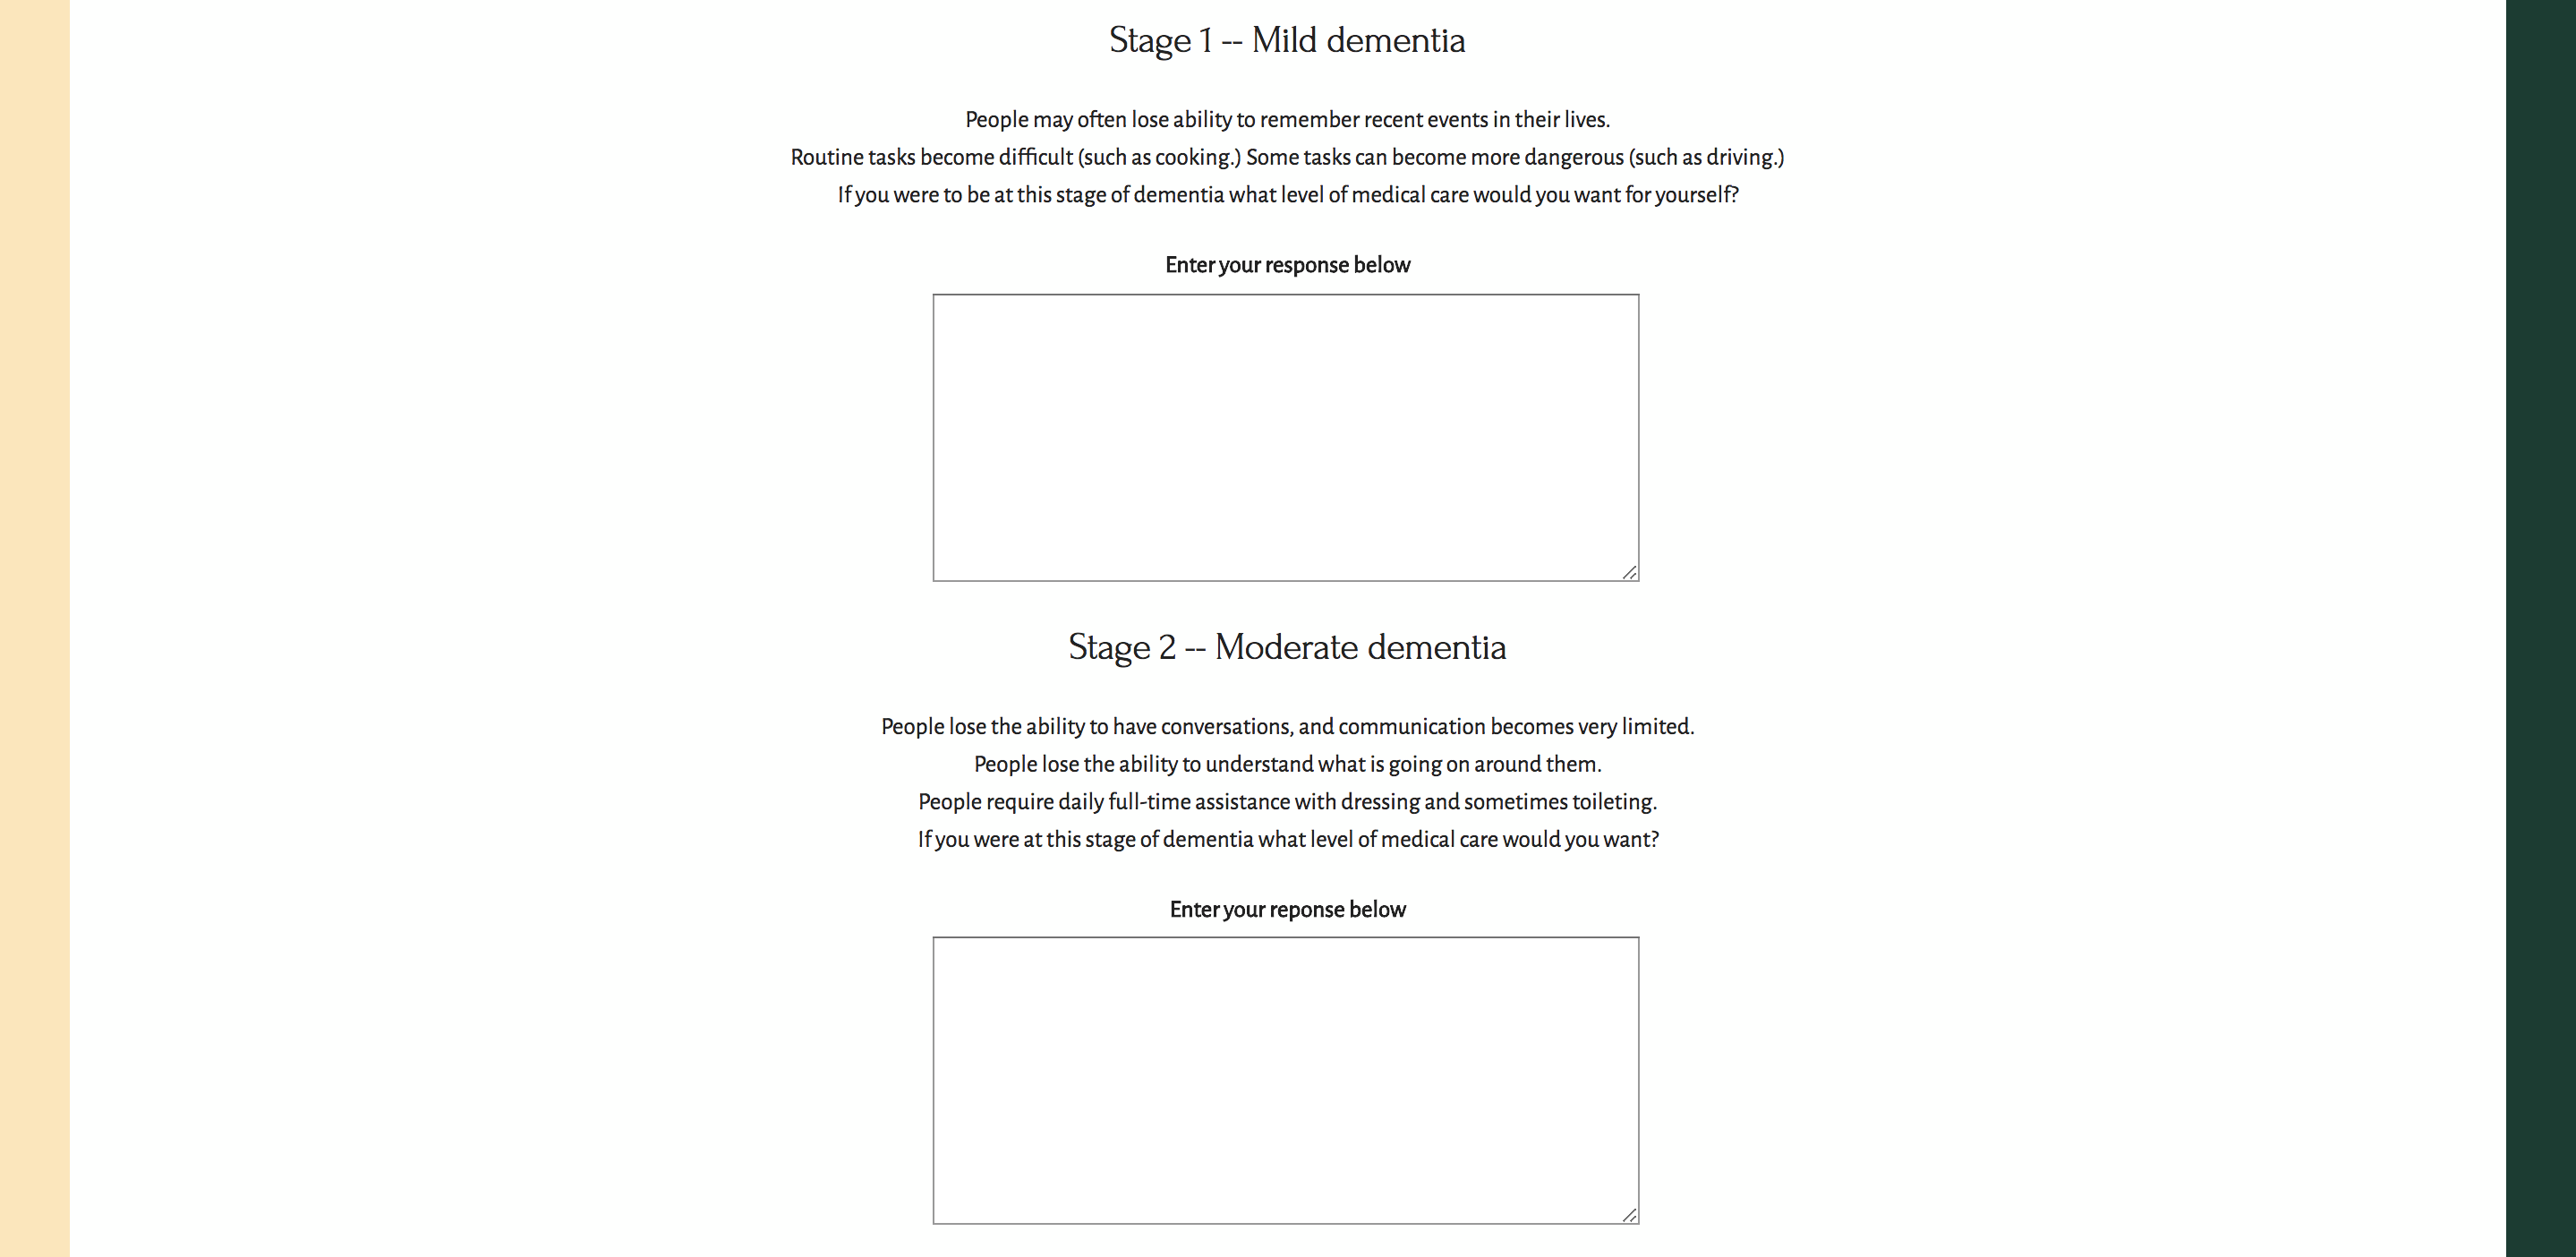 Stage 1 -- Mild dementia
People may often lose ability to remember recent events in their lives.
Routine tasks become difficult (such as cooking.) Some tasks can become more dangerous (such as driving.)
If you were to be at this stage of dementia what level of medical care would you want for yourself?
Enter your response below
Stage 2 -- Moderate dementia
People lose the ability to have conversations, and communication becomes very limited.
People lose the ability to understand what is going on around them.
People require daily full-time assistance with dressing and sometimes toileting.
If you were at this stage of dementia what level of medical care would you want?
Enter your reponse below